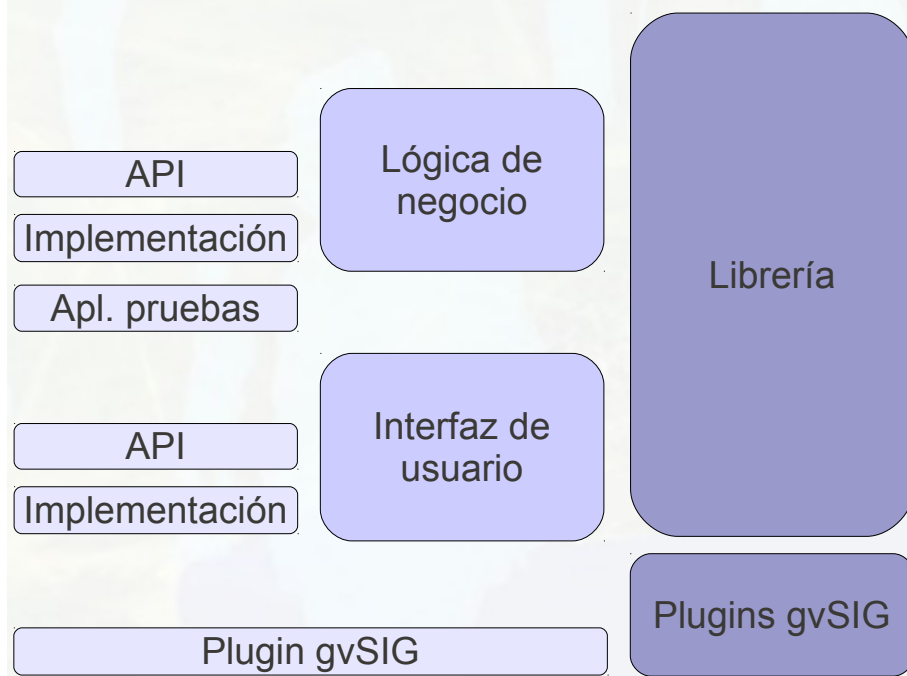 API
Implementación
Apl. pruebas
Lógica de
negocio
Librería
API
Implementación
Interfaz de
usuario
Plugin gvSIG
Plugins gvSIG